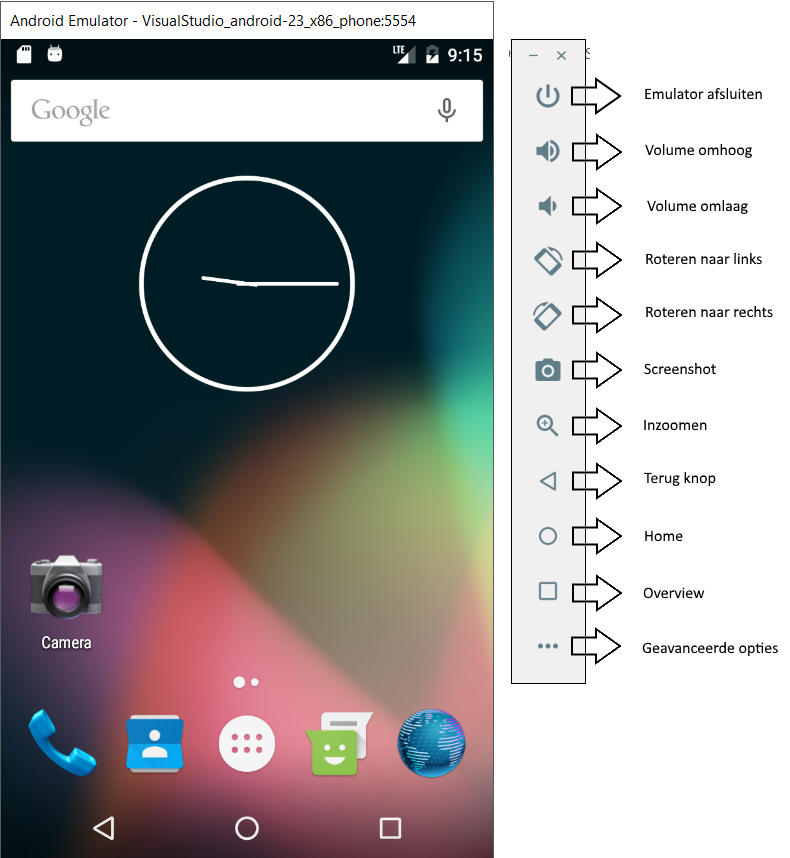 Android Emulator - VisualStudio_android-23_x86_phone:5554
LTE 9:15
Google
Camera
Emulator afsluiten
Volume omhoog
Volume omlaag
Roteren naar links
Roteren naar rechts
Screenshot
Inzoomen
Terug knop
Home
Overview
Geavanceerde opties